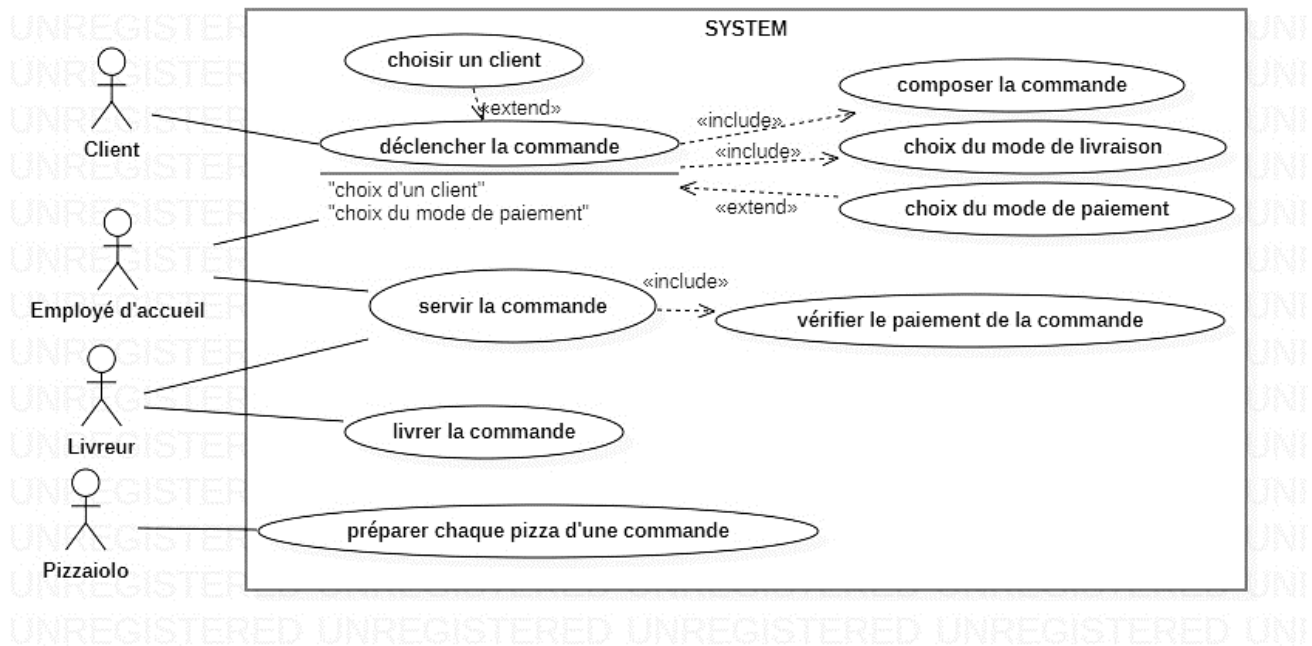 SYSTEM
choisir un client
composer la commande
«extend»
«include»
Client
déclencher la commande
«include»
choix du mode de livraison
"choix d'un client"
"choix du mode de paiement"
«extend»
choix du mode de paiement
Employé d'accueil
servir la commande
«include»
vérifier le paiement de la commande
Livreur
livrer la commande
Pizzaiolo
préparer chaque pizza d'une commande
UNREGISTERED UNREGISTERED UNREGISTERED UNREGISTERED UNI